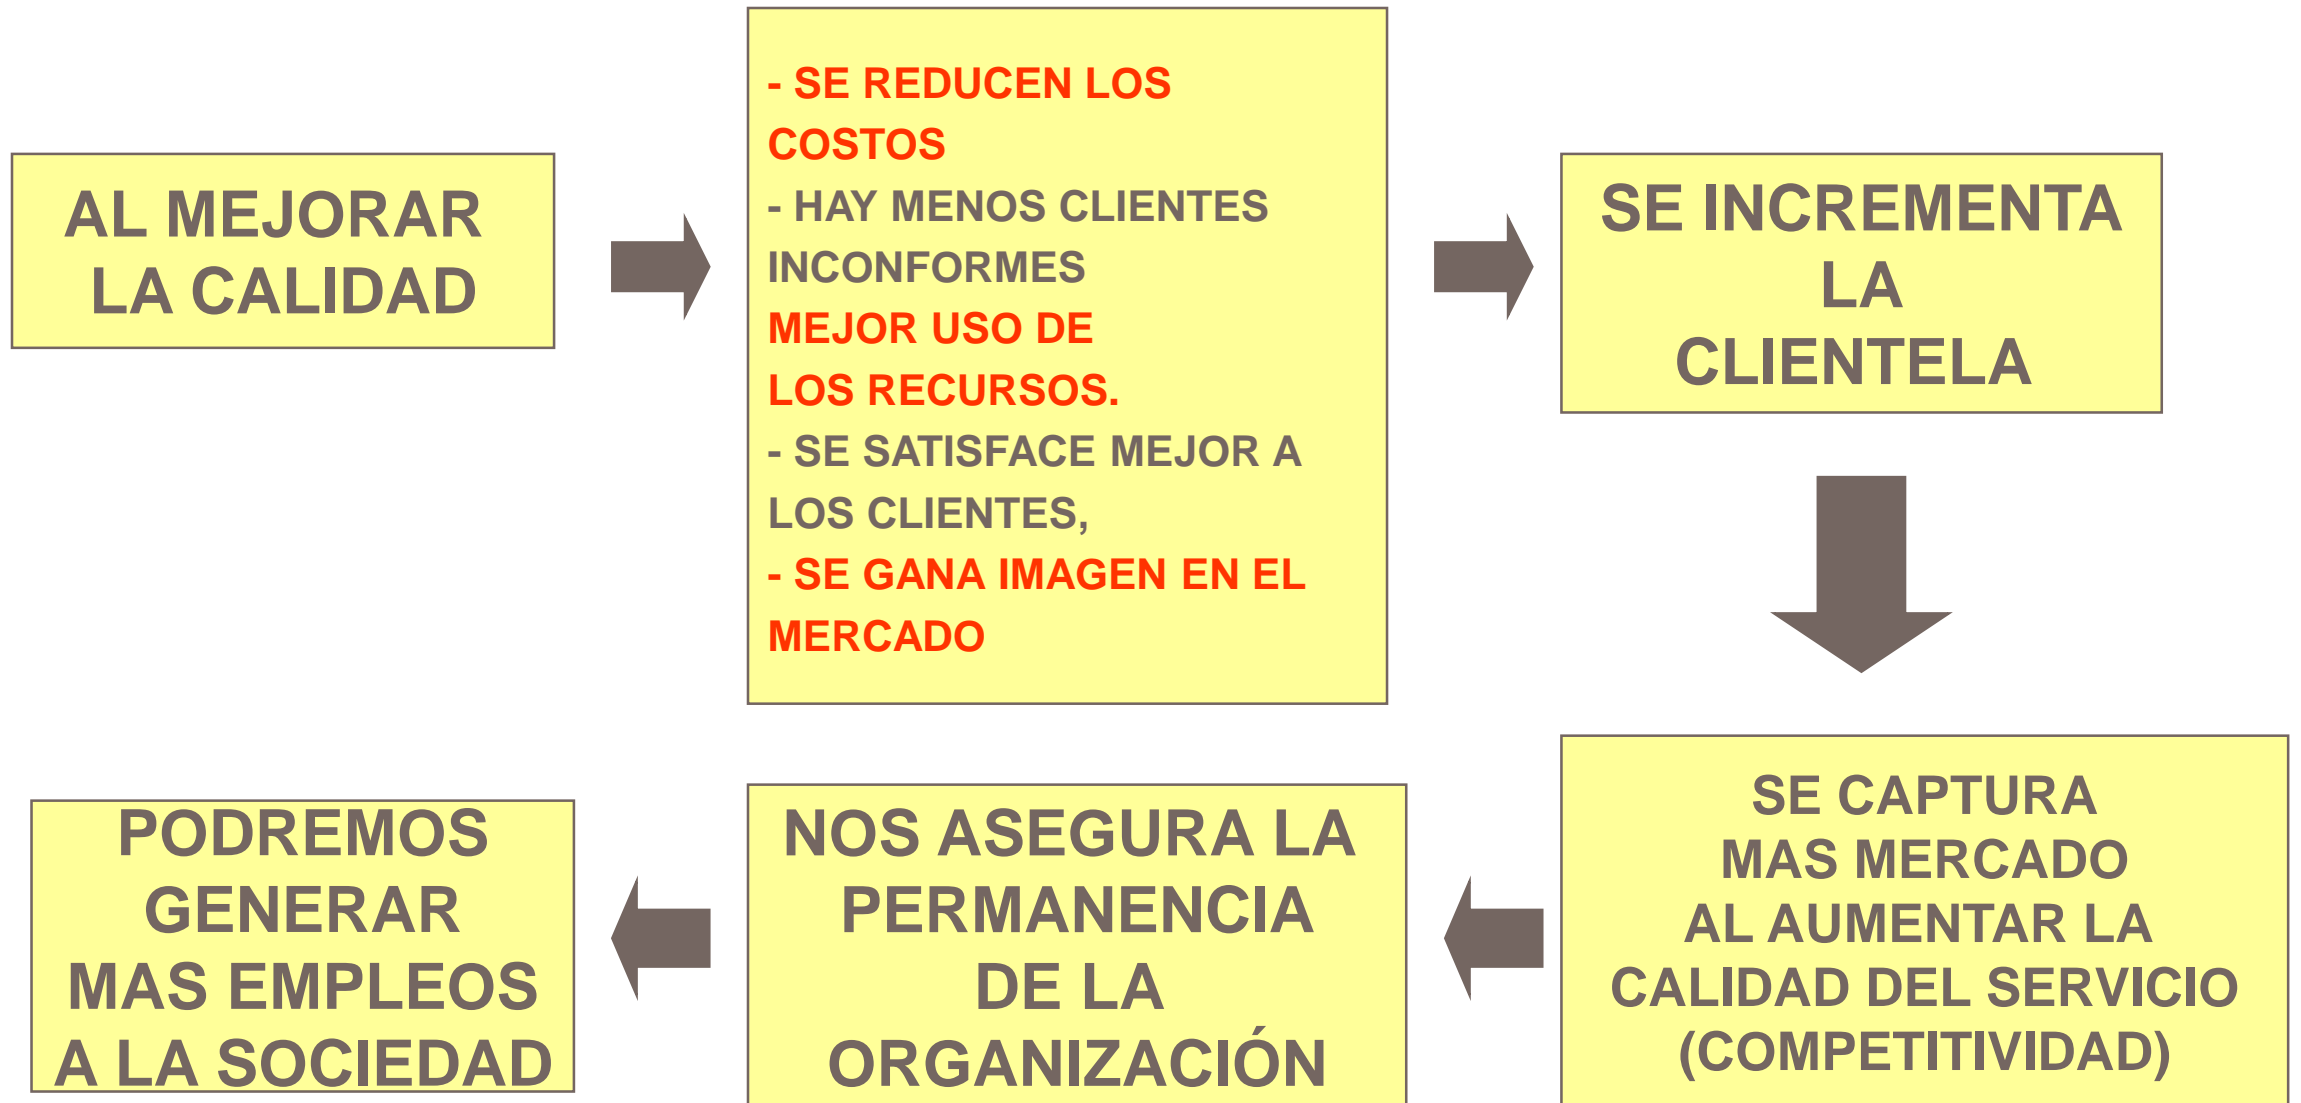 AL MEJORAR
LA CALIDAD
- SE REDUCEN LOS
COSTOS
- HAY MENOS CLIENTES
INCONFORMES
MEJOR USO DE
LOS RECURSOS.
- SE SATISFACE MEJOR A
LOS CLIENTES,
- SE GANA IMAGEN EN EL
MERCADO
SE INCREMENTA
LA
CLIENTELA
SE CAPTURA
MAS MERCADO
AL AUMENTAR LA
CALIDAD DEL SERVICIO
(COMPETITIVIDAD)
NOS ASEGURA LA
PERMANENCIA
DE LA
ORGANIZACIÓN
PODREMOS
GENERAR
MAS EMPLEOS
A LA SOCIEDAD